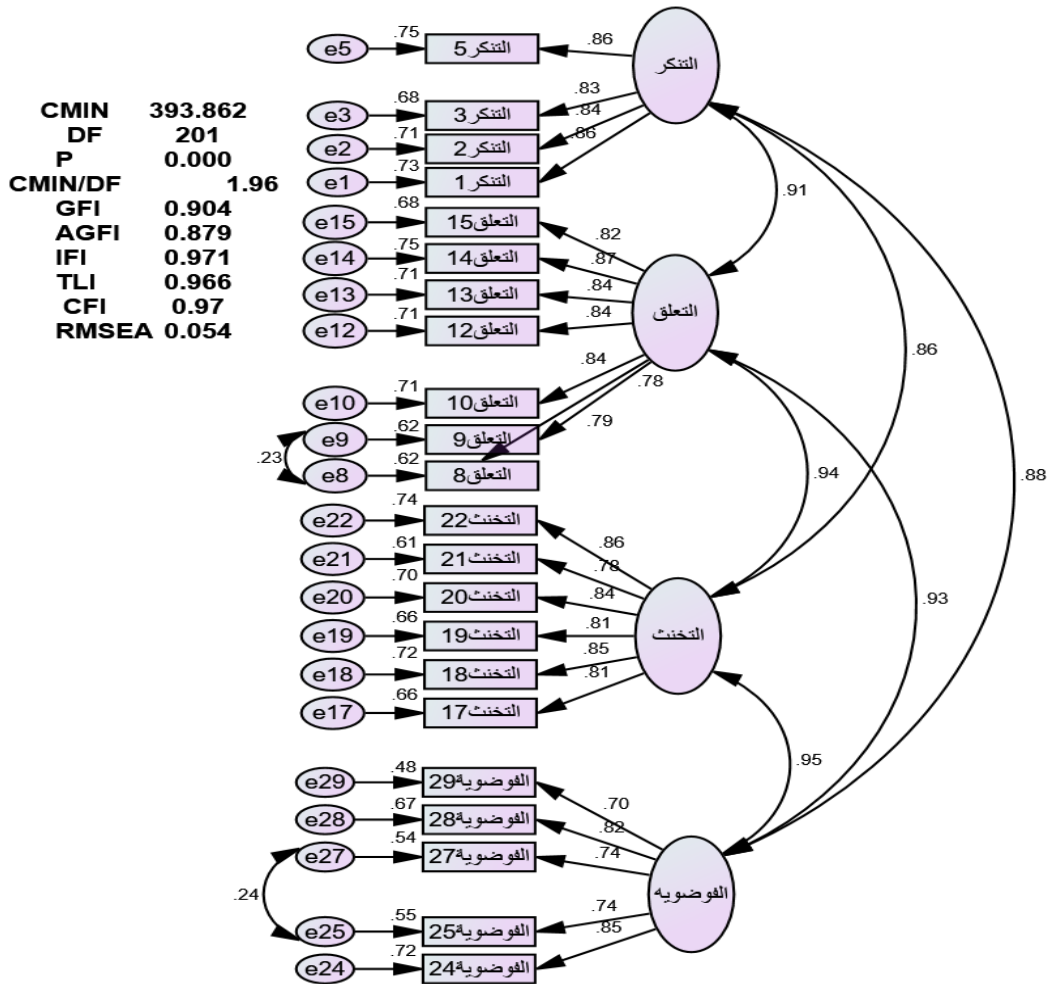 CMIN 393.862
DF 201
P 0.000
CMIN/DF 1.96
GFI 0.904
AGFI 0.879
IFI 0.971
TLI 0.966
CFI 0.97
RMSEA 0.054
e5 .75 التنكر5 .86
التنكر
e3 .68 التنكر3 .83
e2 .71 التنكر2 .84
e1 .73 التنكر1 .86
e15 .68 التعلق15 .82
e14 .75 التعلق14 .87
e13 .71 التعلق13 .84
e12 .71 التعلق12 .84
التعلق
e10 .71 التعلق10 .84
e9 .62 التعلق9 .79
e8 .62 التعلق8 .78
.23
.91
.86
.88
.94
.93
.95
e22 .74 التخنث22 .86
e21 .61 التخنث21 .78
e20 .70 التخنث20 .84
e19 .66 التخنث19 .81
e18 .72 التخنث18 .85
e17 .66 التخنث17 .81
التخنث
e29 .48 الفوضوية29 .70
e28 .67 الفوضوية28 .82
e27 .54 الفوضوية27 .74
e25 .55 الفوضوية25 .74
e24 .72 الفوضوية24 .85
.24
الفوضويه